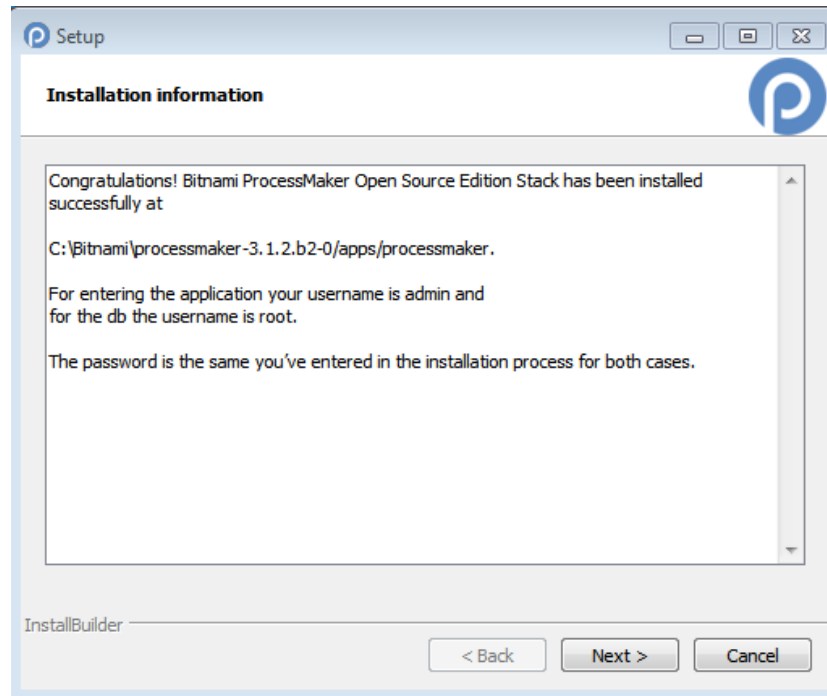 Setup
Installation information
Congratulations! Bitnami ProcessMaker Open Source Edition Stack has been installed
successfully at
C:\Bitnami\processmaker-3.1.2.b2-0/apps/processmaker.
For entering the application your username is admin and
for the db the username is root.
The password is the same you've entered in the installation process for both cases.
InstallBuilder
< Back
Next >
Cancel